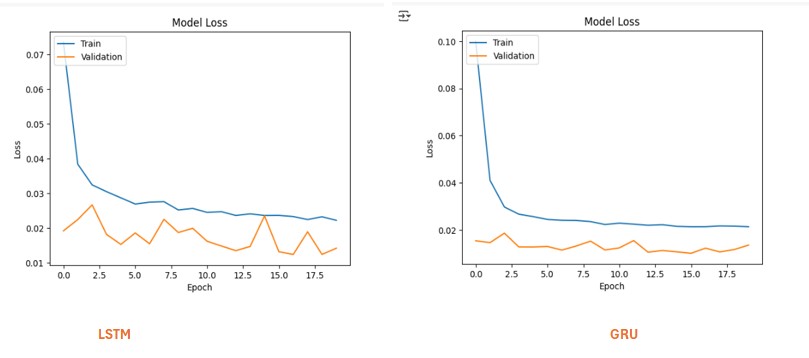 Model Loss
Train
Validation
0.07
0.06
0.05
0.04
0.03
0.02
0.01
Loss
0.0 2.5 5.0 7.5 10.0 12.5 15.0 17.5
Epoch
LSTM
Model Loss
Train
Validation
0.10
0.08
0.06
0.04
0.02
Loss
0.0 2.5 5.0 7.5 10.0 12.5 15.0 17.5
Epoch
GRU